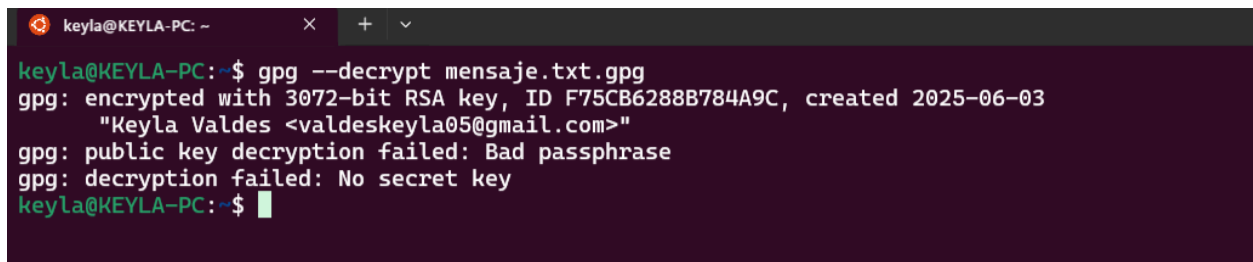 keyla@KEYLA-PC: ~
keyla@KEYLA-PC:~$ gpg --decrypt mensaje.txt.gpg
gpg: encrypted with 3072-bit RSA key, ID F75CB6288B784A9C, created 2025-06-03
      "Keyla Valdes <valdeskeyla05@gmail.com>"
gpg: public key decryption failed: Bad passphrase
gpg: decryption failed: No secret key
keyla@KEYLA-PC:~$